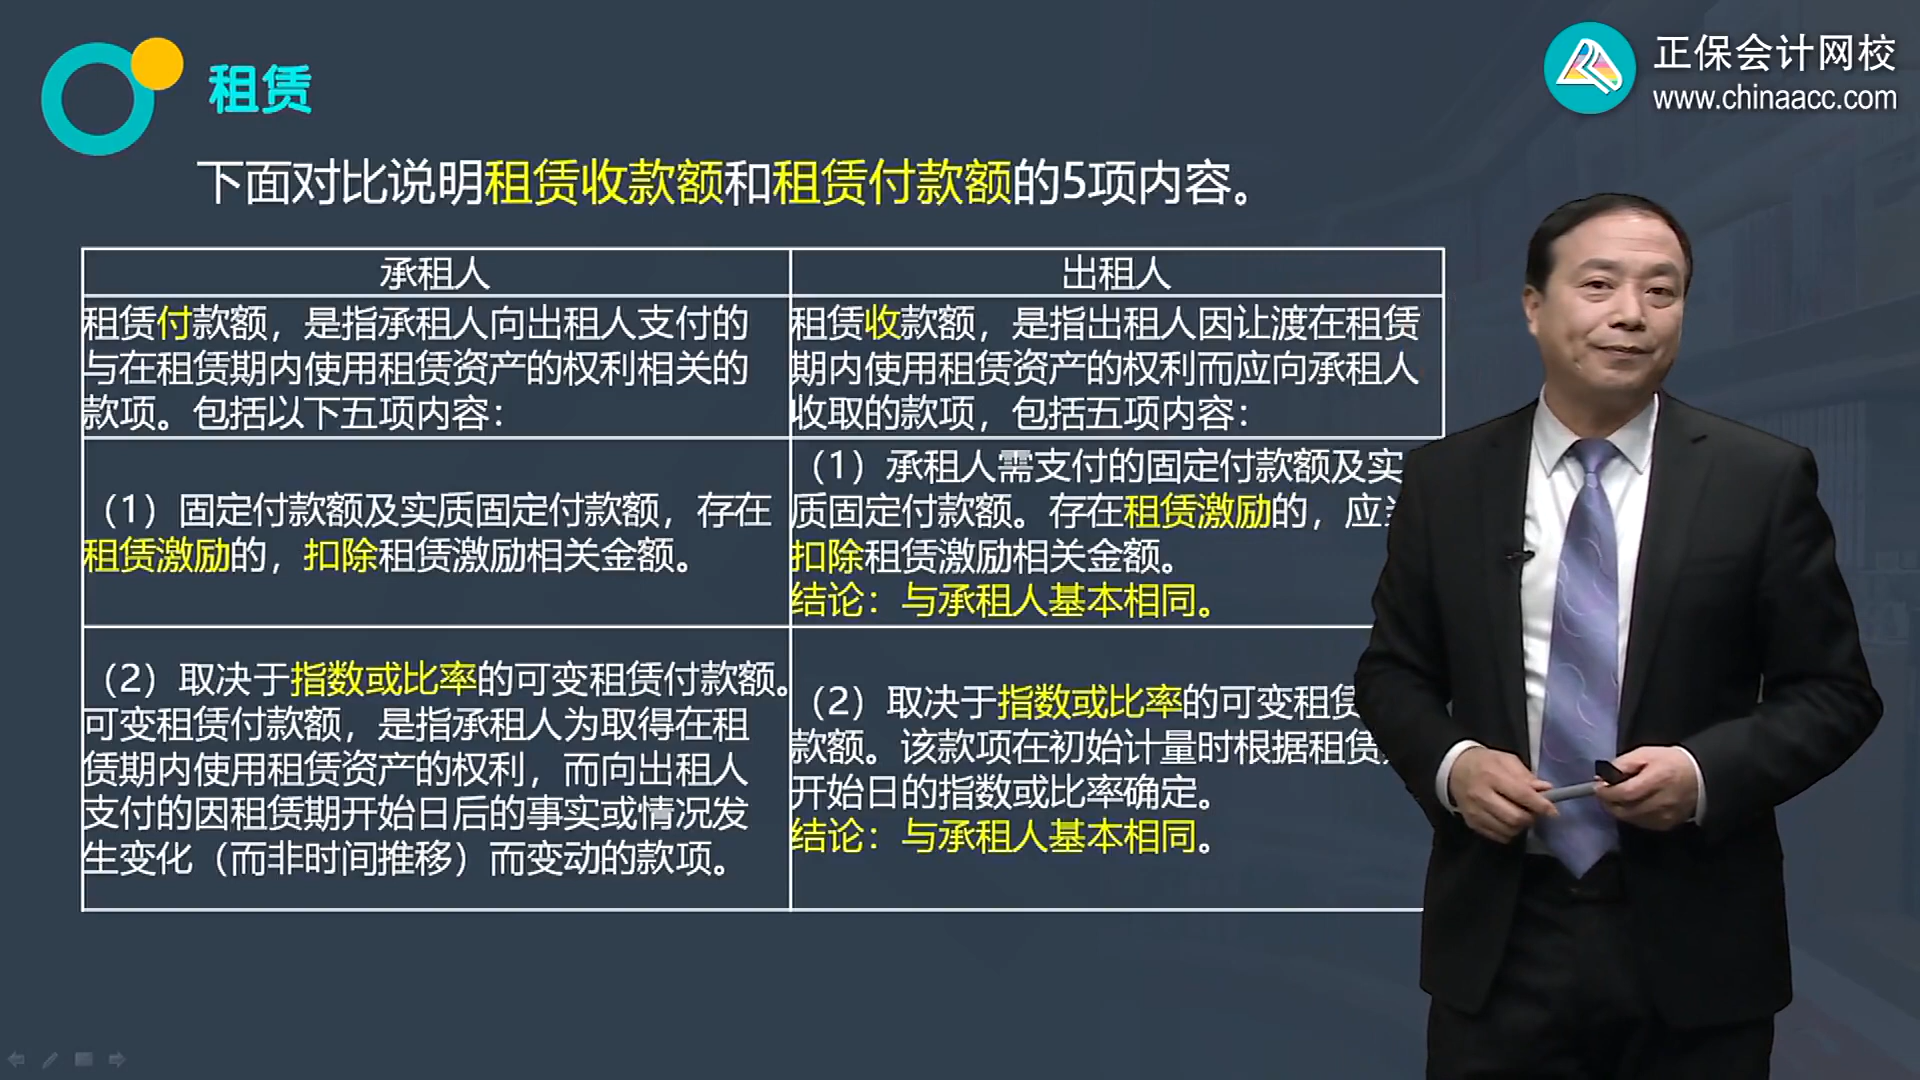 租赁
正保会计网校
www.chinaacc.com
下面对比说明租赁收款额和租赁付款额的5项内容。
承租人
出租人
租赁付款额，是指承租人向出租人支付的
与在租赁期内使用租赁资产的权利相关的
款项。包括以下五项内容：
租赁收款额，是指出租人因让渡在租赁
期内使用租赁资产的权利而应向承租人
收取的款项，包括五项内容：
（1）固定付款额及实质固定付款额，存在
租赁激励的，扣除租赁激励相关金额。
（1）承租人需支付的固定付款额及实
质固定付款额。存在租赁激励的，应
扣除租赁激励相关金额。
结论：与承租人基本相同。
（2）取决于指数或比率的可变租赁付款额。
可变租赁付款额，是指承租人为取得在租
赁期内使用租赁资产的权利，而向出租人
支付的因租赁期开始日后的事实或情况发
生变化（而非时间推移）而变动的款项。
（2）取决于指数或比率的可变租赁
款额。该款项在初始计量时根据租赁
开始日的指数或比率确定。
结论：与承租人基本相同。